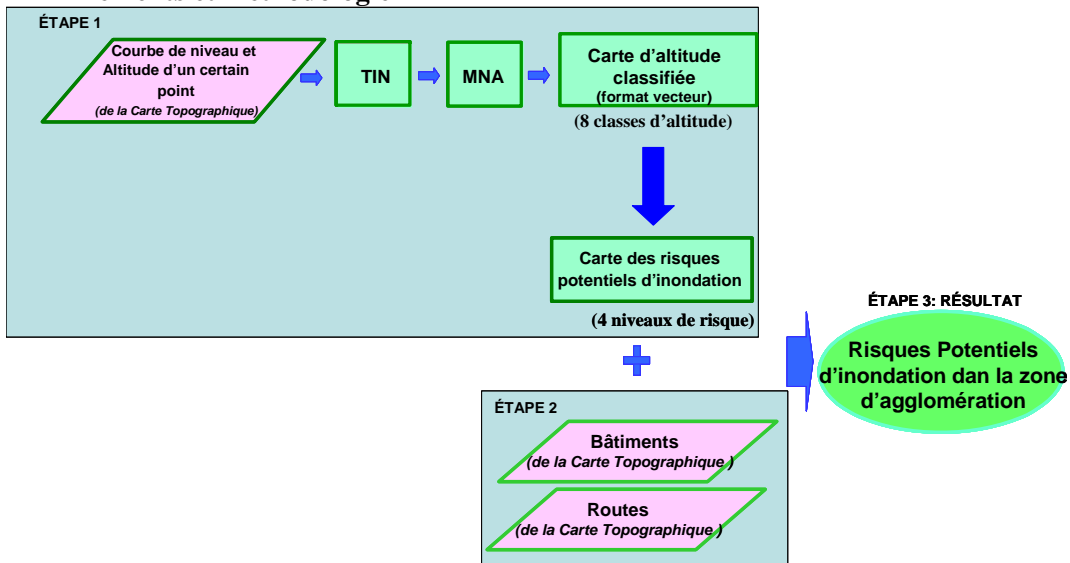 ÉTAPE 1
Courbe de niveau et
Altitude d'un certain
point
(de la Carte Topographique)
TIN
MNA
Carte d'altitude
classifiée
(format vecteur)
(8 classes d'altitude)
Carte des risques
potentiels d'inondation
(4 niveaux de risque)
ÉTAPE 2
Bâtiments
(de la Carte Topographique )
Routes
(de la Carte Topographique )
ÉTAPE 3: RÉSULTAT
Risques Potentiels
d'inondation dan la zone
d'agglomération